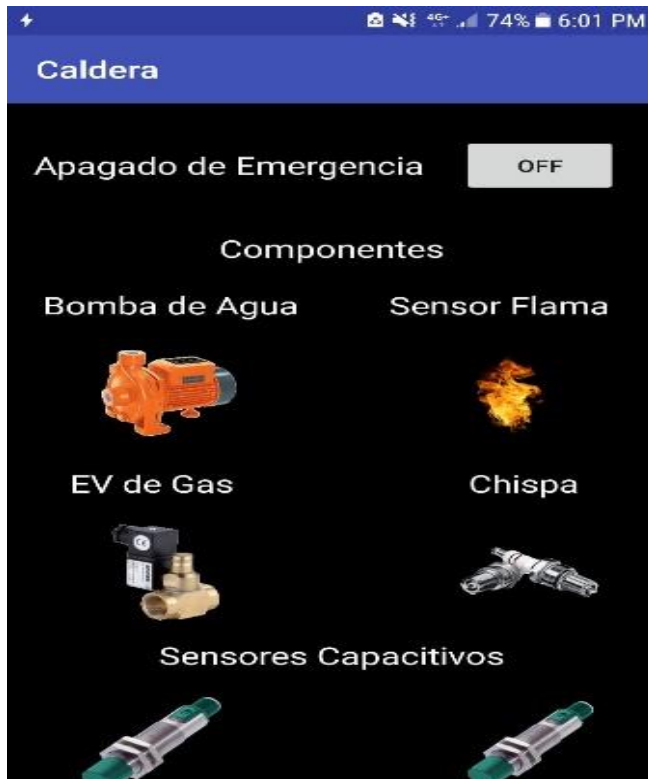 4G+ 74% 6:01 PM
Caldera
Apagado de Emergencia OFF
Componentes
Bomba de Agua Sensor Flama
EV de Gas Chispa
Sensores Capacitivos